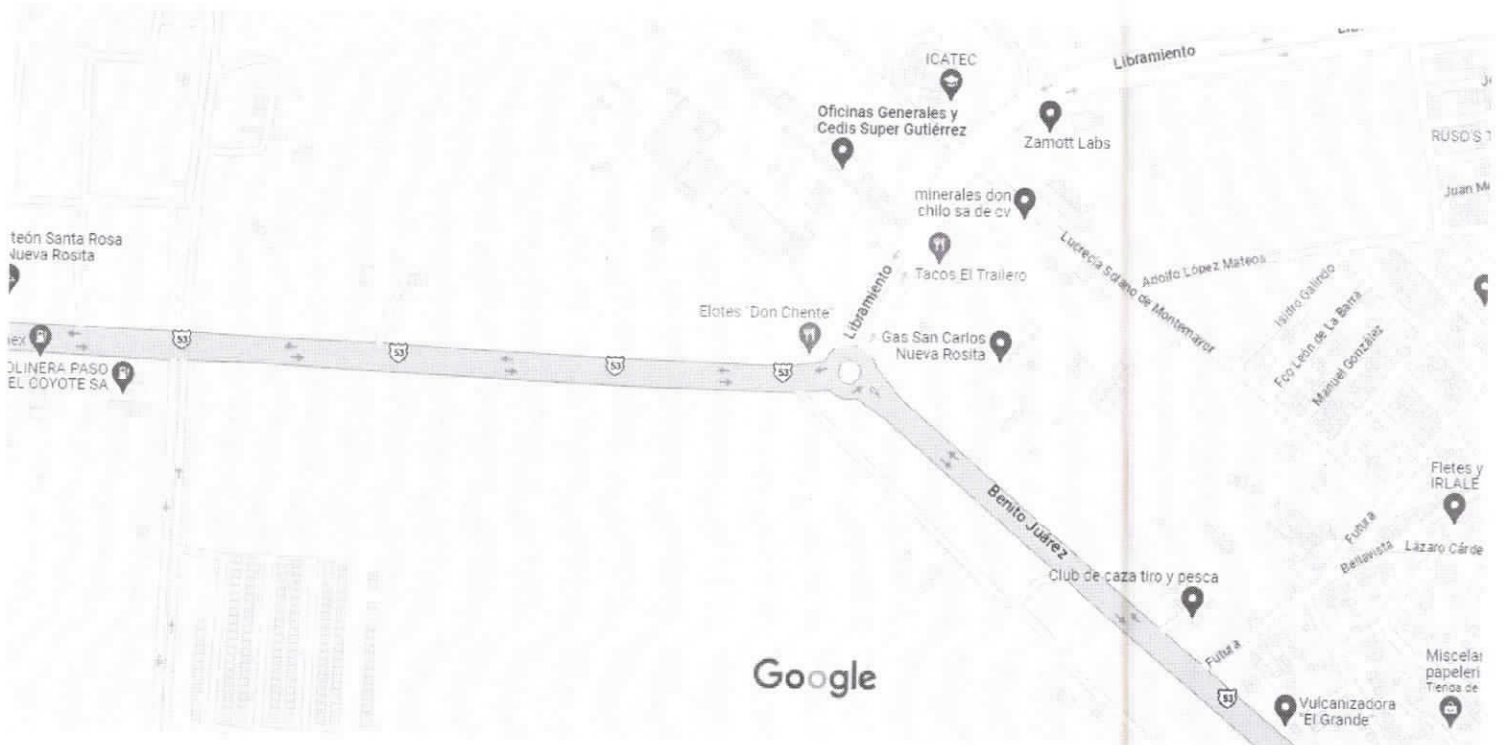 Libramiento
ICATEC
Oficinas Generales y
Cedis Super Gutiérrez
Zamott Labs
RUSO'S
Juan
minerales don
chilo sa de cv
teón Santa Rosa
Nueva Rosita
Tacos El Trailero
Libramiento
Lucrecia Solano de Montemayor
Adolfo López Mateos
Isidro Galindo
Fco León de La Barra
Manuel González
Elotes "Don Chente"
Gas San Carlos
Nueva Rosita
ex
OLINERA PASO
EL COYOTE SA
53
53
53
53
Benito Juárez
Fletes y
IRLALE
Futura
Bellavista
Lázaro Cárde
Club de caza tiro y pesca
Futura
Google
53
Vulcanizadora
"El Grande"
Miscela
papeleri
Tienda de